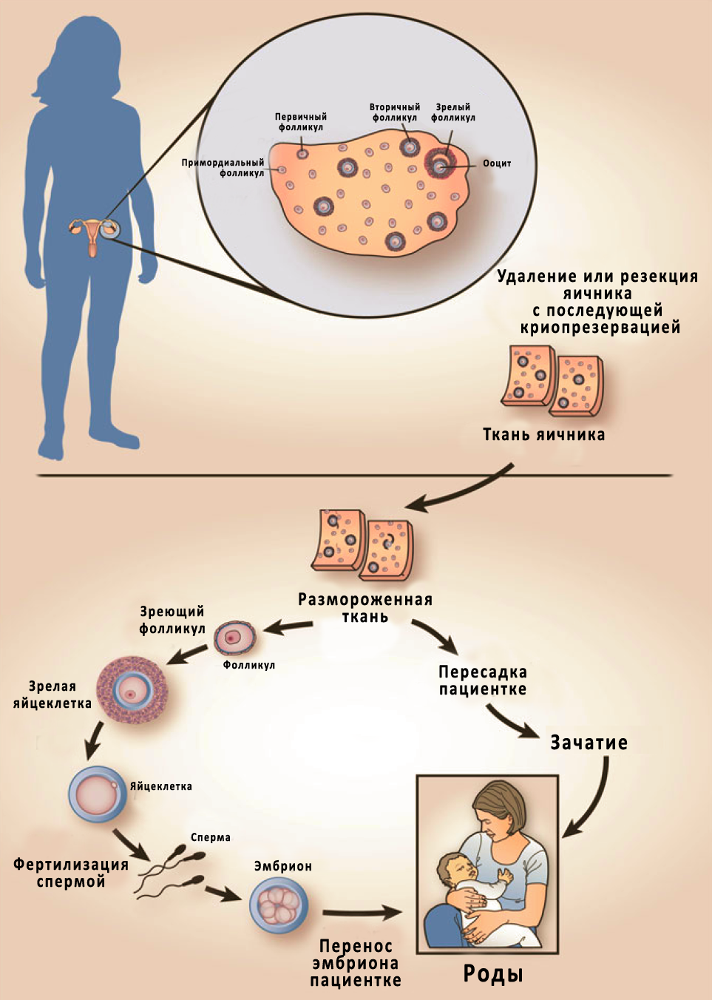 Первичный
фолликул
Вторичный
фолликул
Зрелый
фолликул
Примордиальный
фолликул
Ооцит
Удаление или резекция
яичника
с последующей
криопрезервацией
Ткань яичника
Размороженная
ткань
Зреющий
фолликул
Фолликул
Зрелая
яйцеклетка
Пересадка
пациентке
Зачатие
Яйцеклетка
Сперма
Фертилизация
спермой
Эмбрион
Перенос
эмбриона
пациентке
Роды